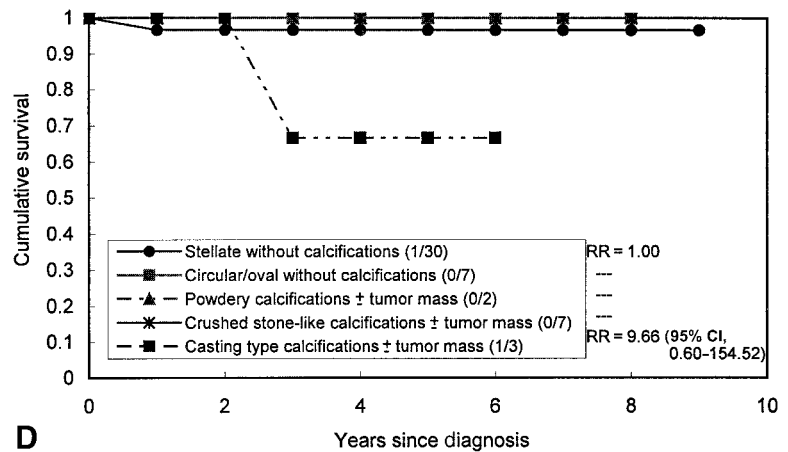 1
0.9
0.8
0.7
0.6
0.5
0.4
0.3
0.2
0.1
0
Cumulative survival
Stellate without calcifications (1/30) RR = 1.00
Circular/oval without calcifications (0/7) ---
Powdery calcifications ± tumor mass (0/2) ---
Crushed stone-like calcifications ± tumor mass (0/7) ---
Casting type calcifications ± tumor mass (1/3) RR = 9.66 (95% CI,
0.60–154.52)
0 2 4 6 8 10
D Years since diagnosis